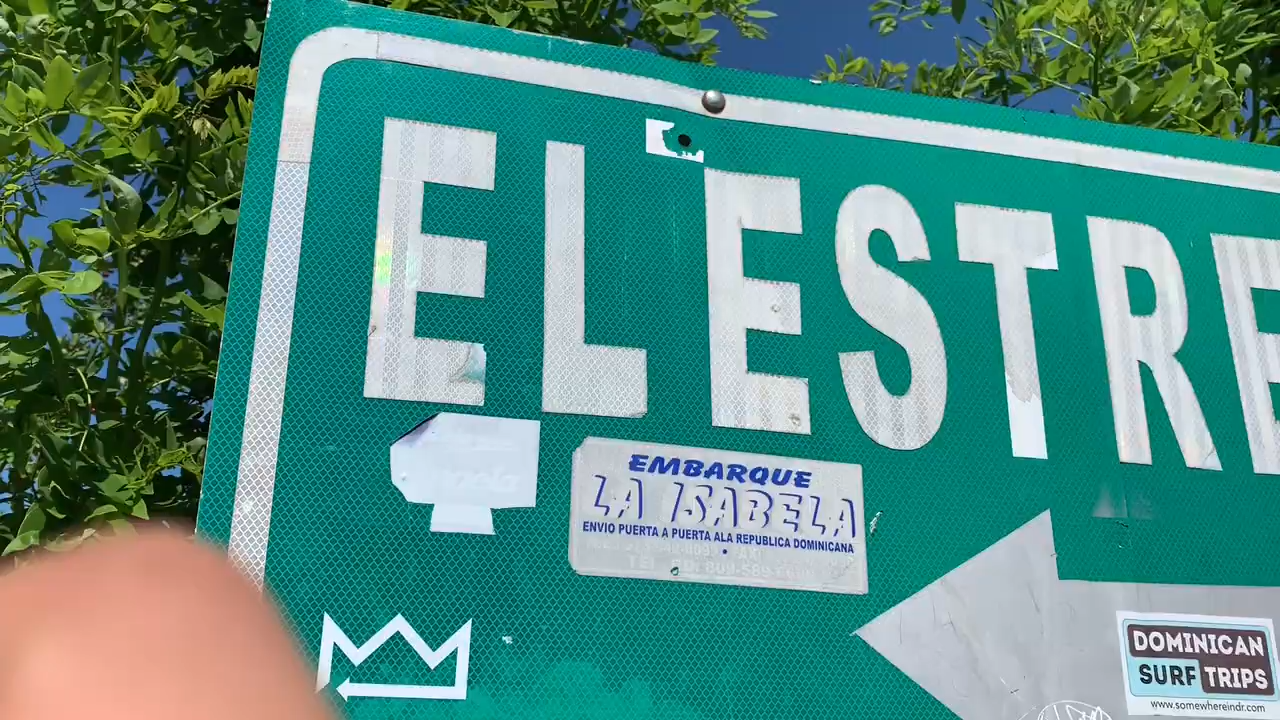 EL ESTRE
EMBARQUE
LA ISABELA
ENVIO PUERTA A PUERTA ALA REPUBLICA DOMINICANA
DOMINICAN
SURF TRIPS
www.somewhereindr.com